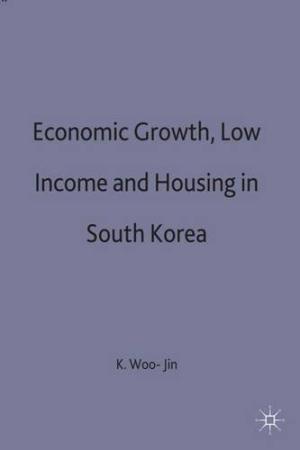 Economic Growth, Low
Income and Housing in
South Korea
K. Woo- Jin